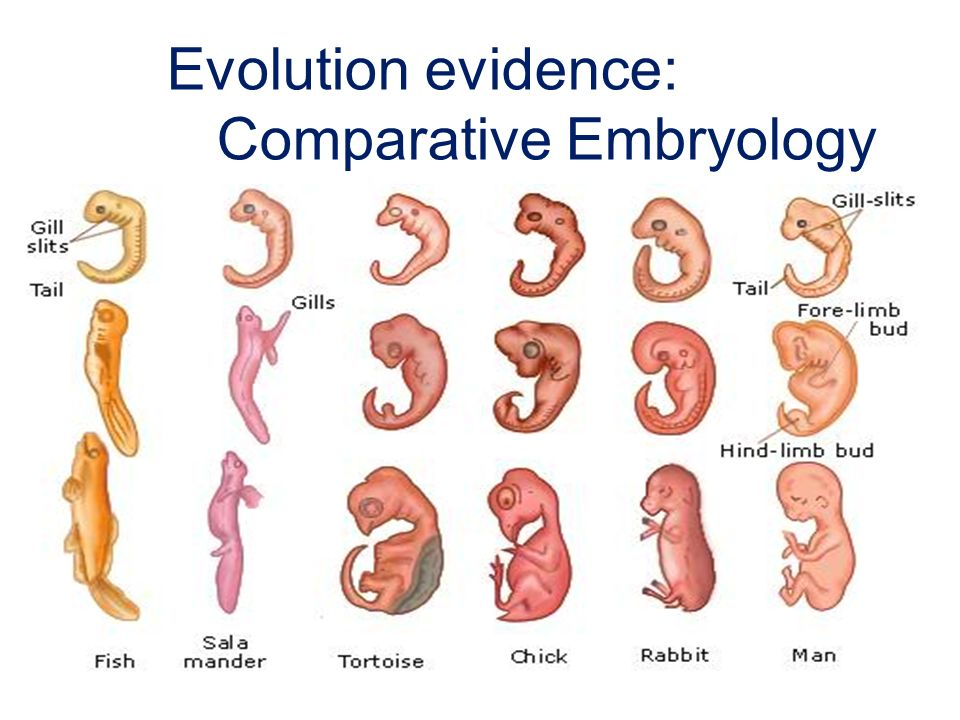 Evolution evidence:
Comparative Embryology
Gill
slits
Tail
Gills
Gill-slits
Tail
Fore-limb
bud
Hind-limb bud
Fish
Sala
mander
Tortoise
Chick
Rabbit
Man